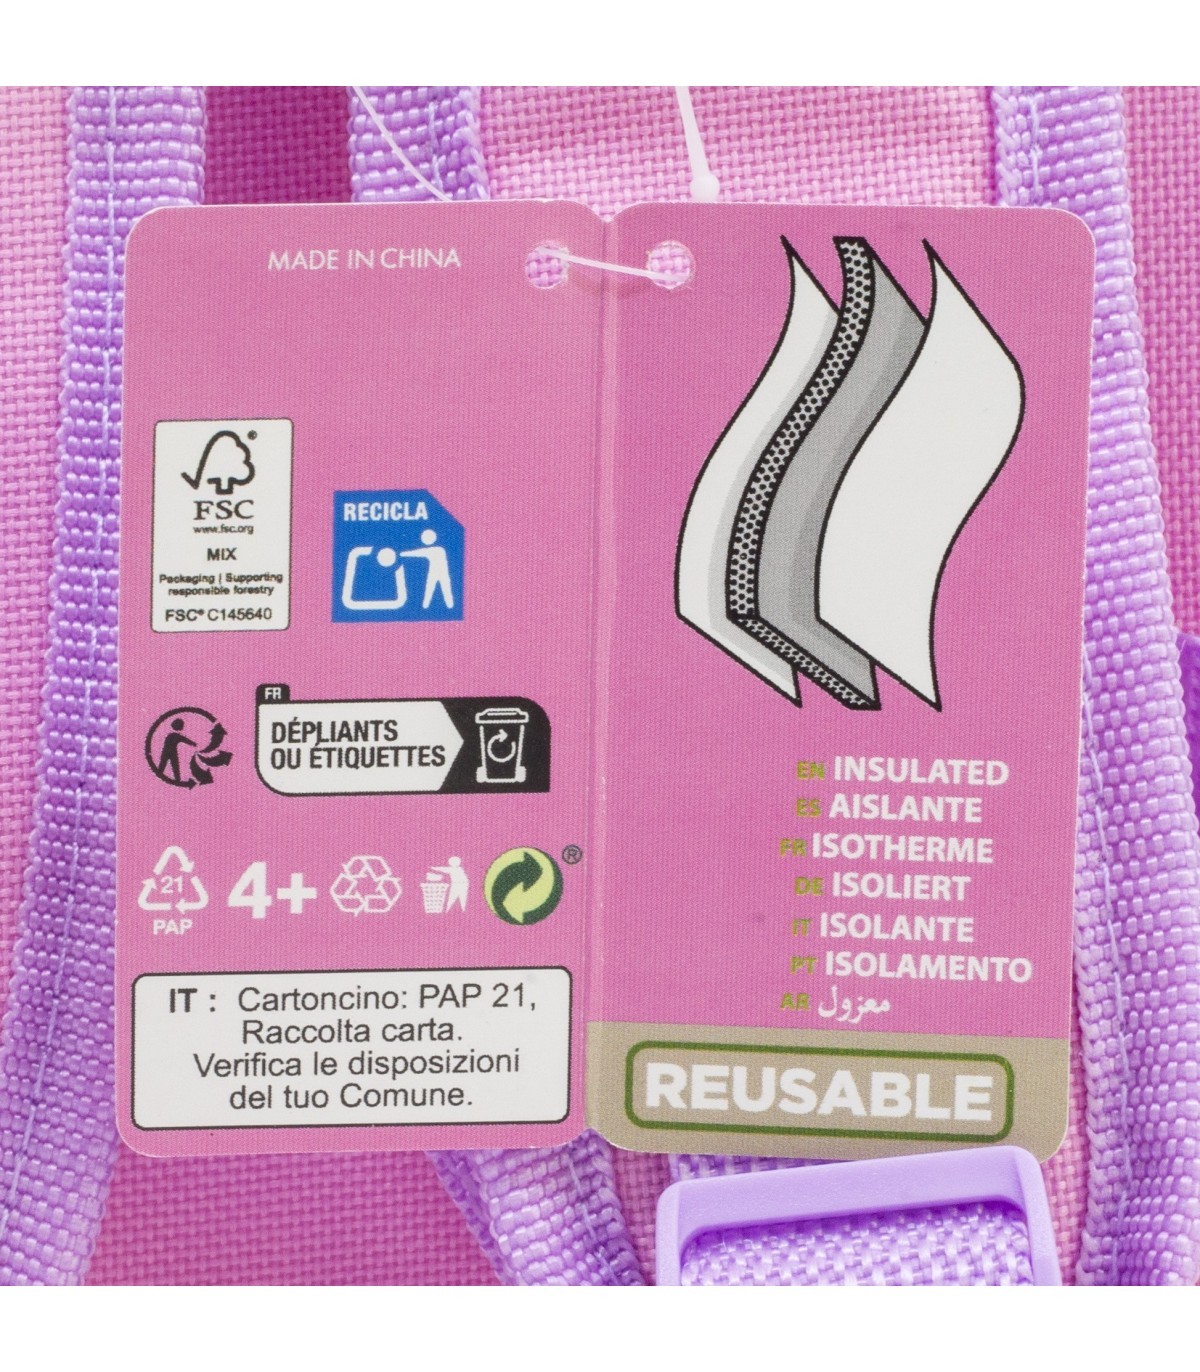 MADE IN CHINA
FSC®
www.fsc.org
MIX
Packaging | Supporting
responsible forestry
FSC® C145640
RECICLA
FR
DÉPLIANTS
OU ÉTIQUETTES
21
PAP
4+
®
IT : Cartoncino: PAP 21,
Raccolta carta.
Verifica le disposizioni
del tuo Comune.
EN INSULATED
ES AISLANTE
FR ISOTHERME
DE ISOLIERT
IT ISOLANTE
PT ISOLAMENTO
AR معزول
REUSABLE